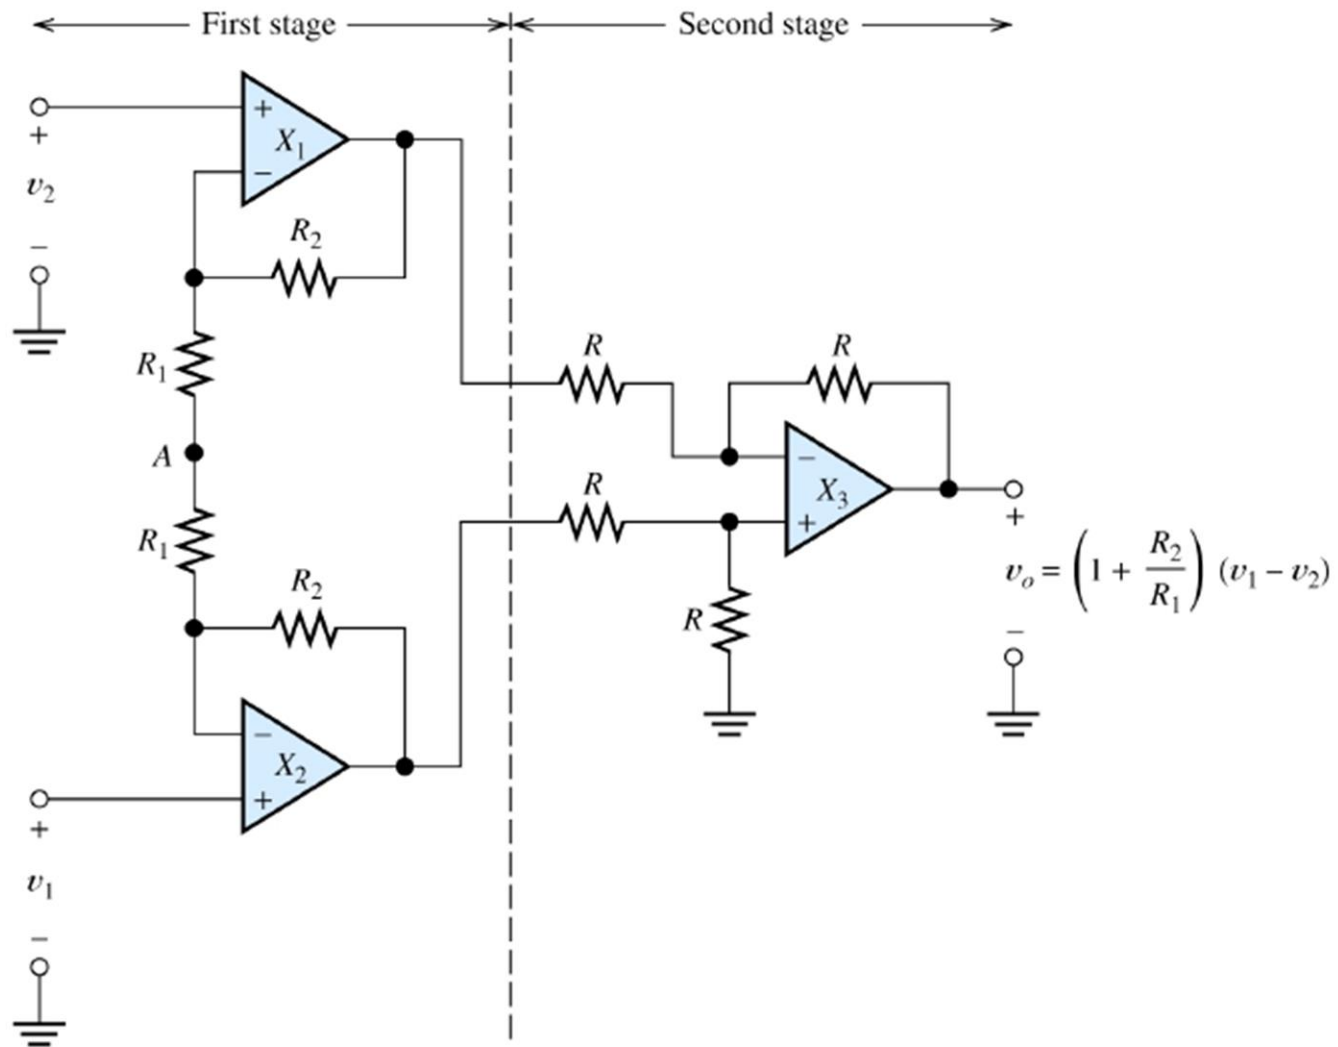 First stage
Second stage
+
X₁
+
−
v₂
R₂
−
R₁
R
R
A
−
R
X₃
R₁
+
+
R₂
vₒ = (1 + R₂/R₁) (v₁ − v₂)
R
−
−
X₂
+
+
v₁
−